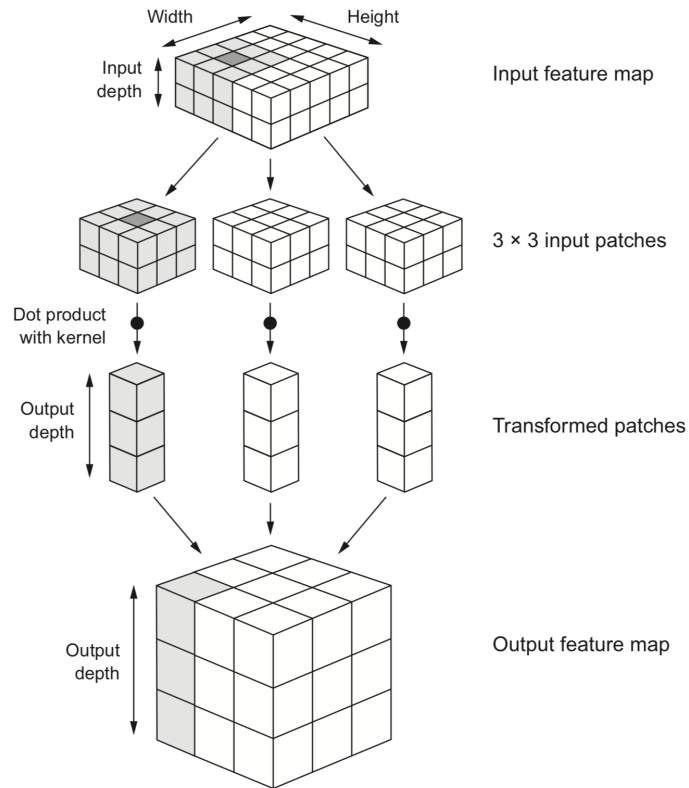 Width
Height
Input
depth
Input feature map
3 × 3 input patches
Dot product
with kernel
Output
depth
Transformed patches
Output
depth
Output feature map